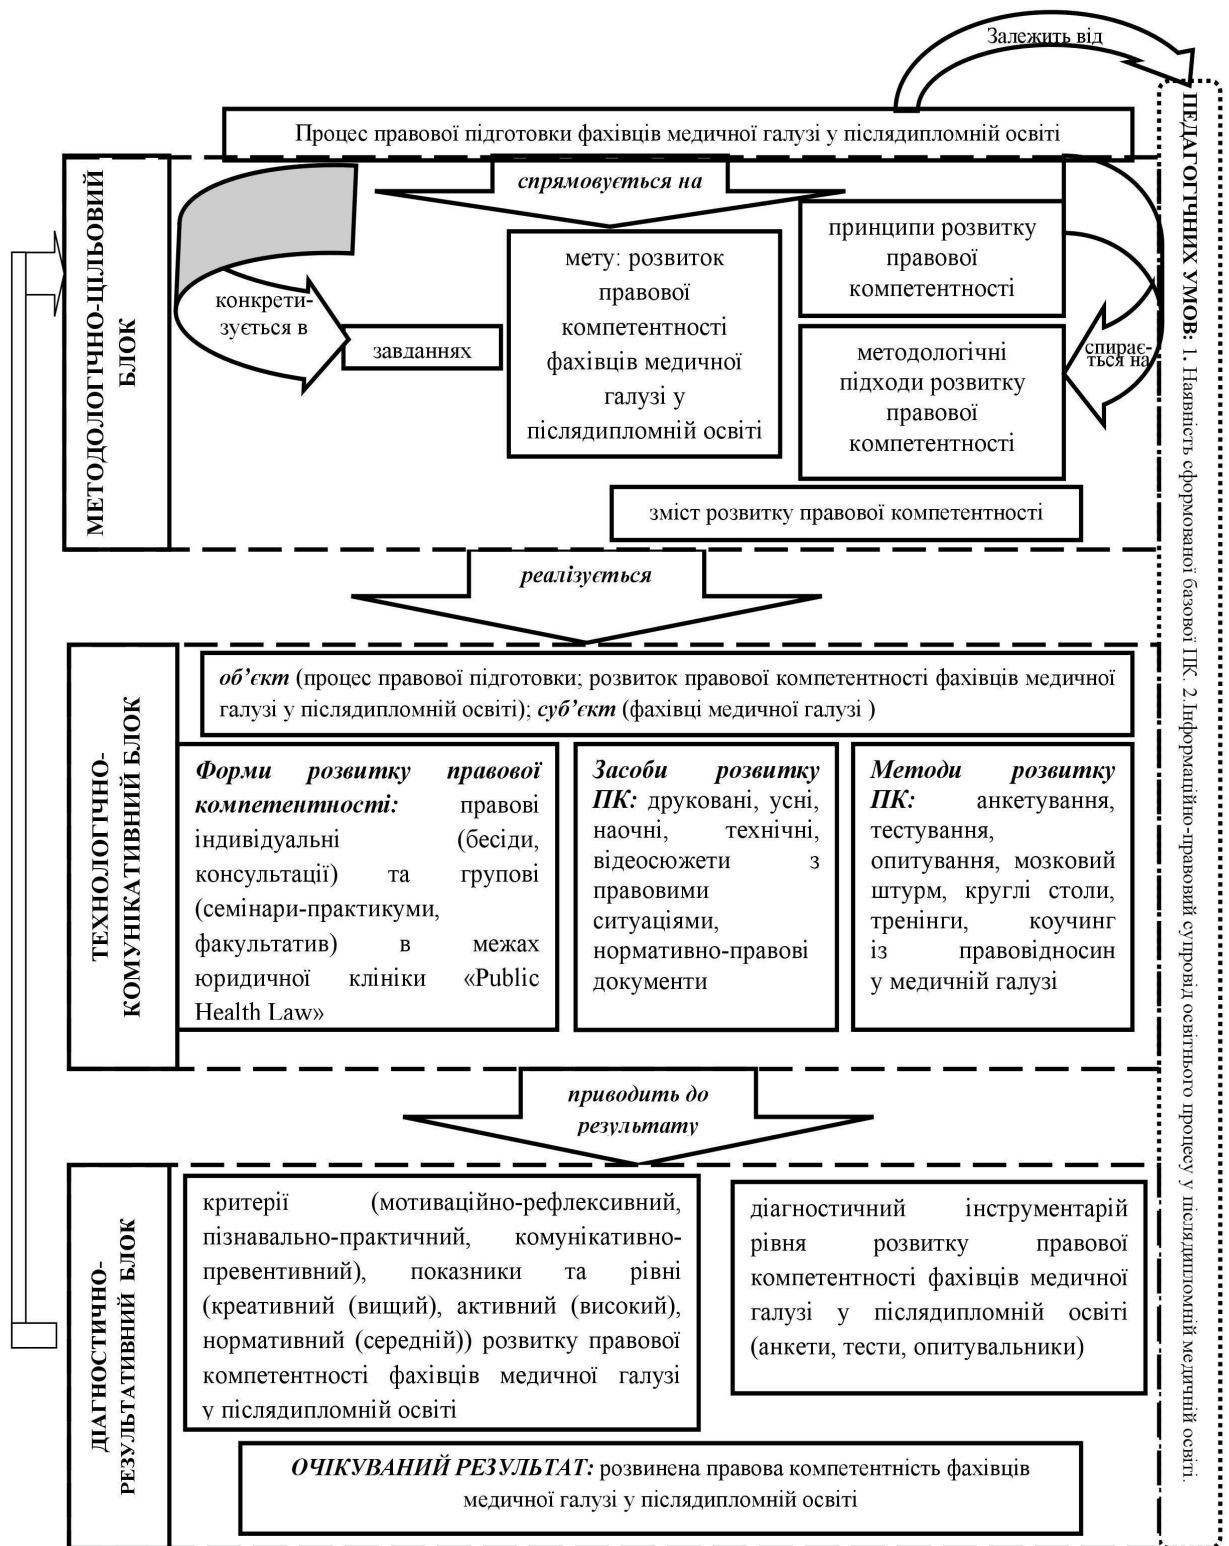 Залежить від
Процес правової підготовки фахівців медичної галузі у післядипломній освіті
МЕТОДОЛОГІЧНО-ЦІЛЬОВИЙ
БЛОК
спрямовується на
конкрети-
зується в
завданнях
мету: розвиток
правової
компетентності
фахівців медичної
галузі у
післядипломній освіті
принципи розвитку
правової
компетентності
методологічні
підходи розвитку
правової
компетентності
спирає-
ться на
зміст розвитку правової компетентності
реалізується
ТЕХНОЛОГІЧНО-
КОМУНІКАТИВНИЙ БЛОК
об’єкт (процес правової підготовки; розвиток правової компетентності фахівців медичної
галузі у післядипломній освіті); суб’єкт (фахівці медичної галузі )
Форми розвитку правової
компетентності: правові
індивідуальні (бесіди,
консультації) та групові
(семінари-практикуми,
факультатив) в межах
юридичної клініки «Public
Health Law»
Засоби розвитку
ПК: друковані, усні,
наочні, технічні,
відеосюжети з
правовими
ситуаціями,
нормативно-правові
документи
Методи розвитку
ПК: анкетування,
тестування,
опитування, мозковий
штурм, круглі столи,
тренінги, коучинг
із правовідносин
у медичній галузі
приводить до
результату
ДІАГНОСТИЧНО-
РЕЗУЛЬТАТИВНИЙ БЛОК
критерії (мотиваційно-рефлексивний,
пізнавально-практичний, комунікативно-
превентивний), показники та рівні
(креативний (вищий), активний (високий),
нормативний (середній)) розвитку правової
компетентності фахівців медичної галузі
у післядипломній освіті
діагностичний інструментарій
рівня розвитку правової
компетентності фахівців медичної
галузі у післядипломній освіті
(анкети, тести, опитувальники)
ОЧІКУВАНИЙ РЕЗУЛЬТАТ: розвинена правова компетентність фахівців
медичної галузі у післядипломній освіті
ПЕДАГОГІЧНИХ УМОВ: 1. Наявність сформованої базової ПК. 2.Інформаційно-правовий супровід освітнього процесу у післядипломній медичній освіті.